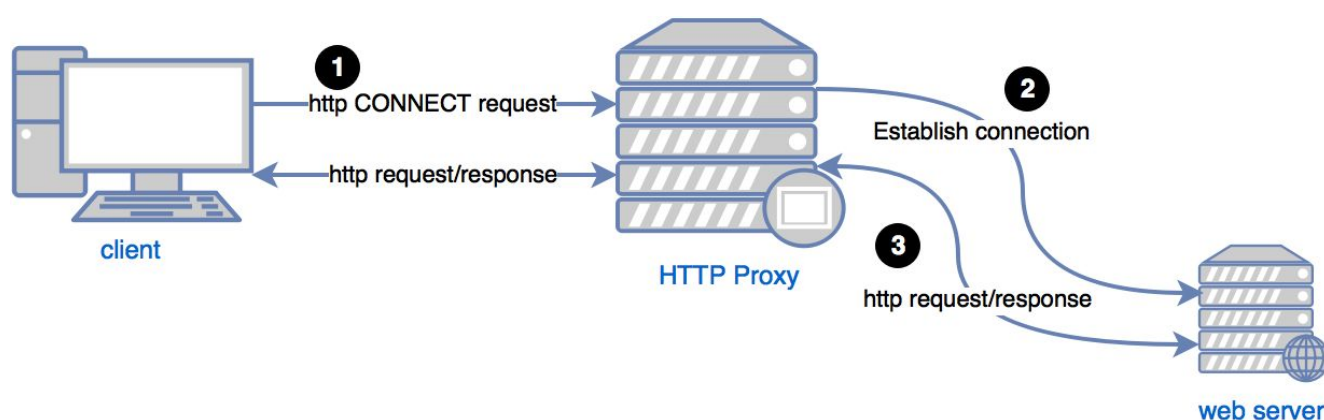 1
http CONNECT request
2
Establish connection
http request/response
client
HTTP Proxy
3
http request/response
web server